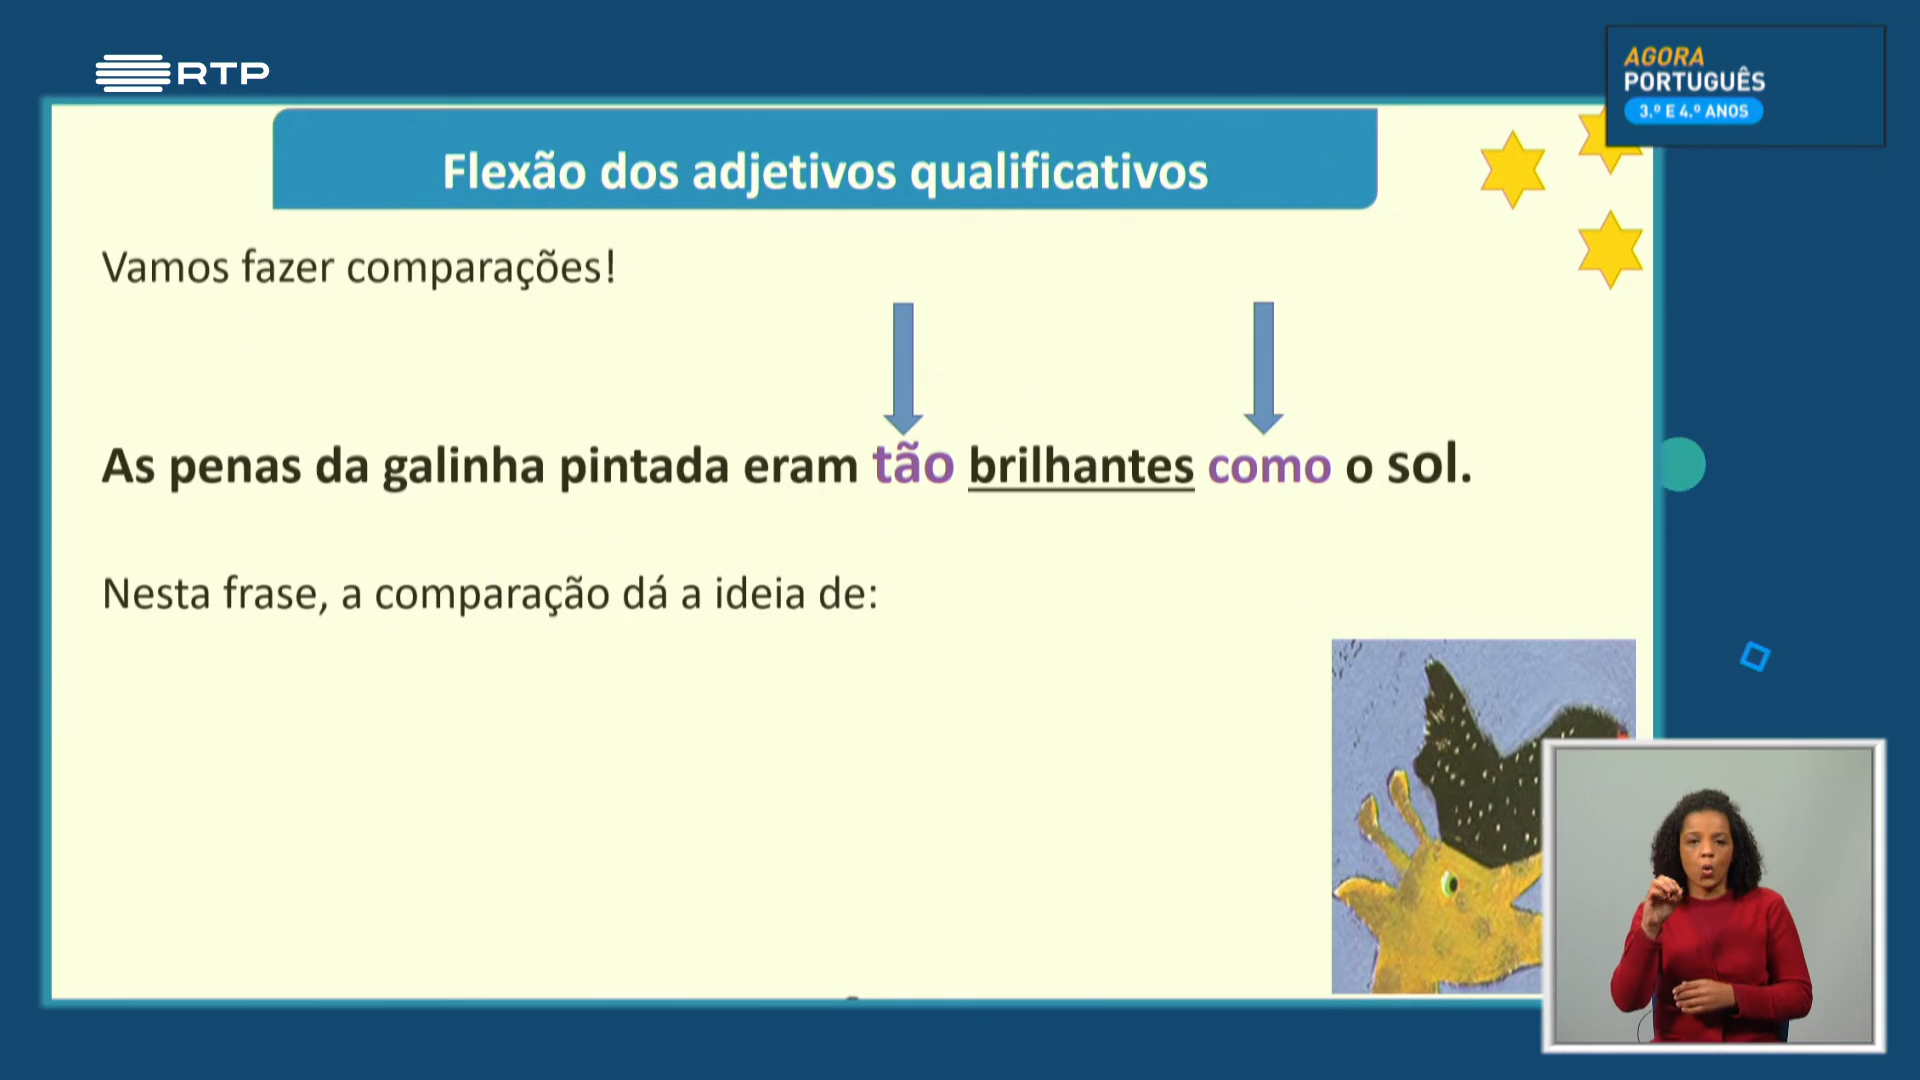 RTP
AGORA
PORTUGUÊS
3.º E 4.º ANOS
Flexão dos adjetivos qualificativos
Vamos fazer comparações!
As penas da galinha pintada eram tão brilhantes como o sol.
Nesta frase, a comparação dá a ideia de: